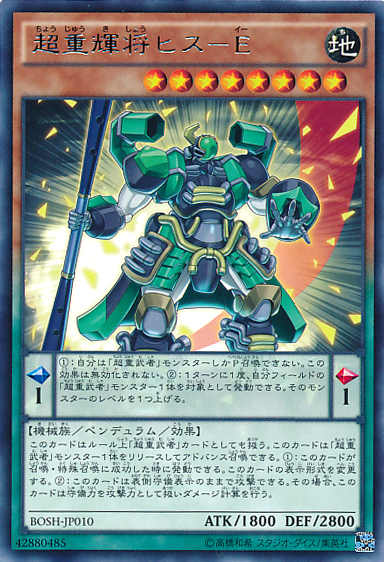 超重輝将ヒス－E
地
1
1
①：自分は「超重武者」モンスターしかP召喚できない。この
効果は無効化されない。②：1ターンに1度、自分フィールドの
「超重武者」モンスター1体を対象として発動できる。そのモン
スターのレベルを1つ上げる。
【機械族／ペンデュラム／効果】
このカードはルール上「超重武者」カードとしても扱う。このカードは「超
重武者」モンスター1体をリリースしてアドバンス召喚できる。①：このカードが
召喚・特殊召喚に成功した時に発動できる。このカードの表示形式を変更
する。②：このカードは表側守備表示のままで攻撃できる。その場合、この
カードは守備力を攻撃力として扱いダメージ計算を行う。
BOSH-JP010
ATK/1800 DEF/2800
42880485
©高橋和希 スタジオ・ダイス/集英社